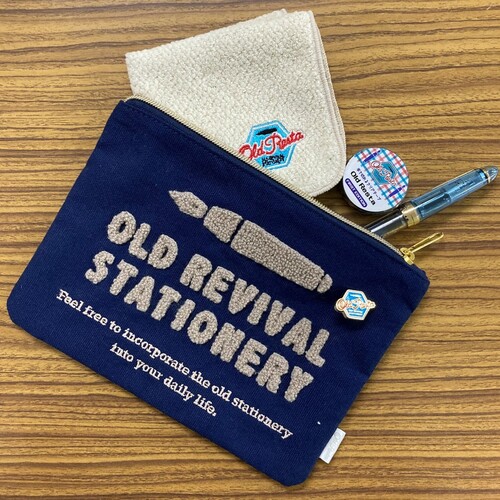 Old Resta
Old Resta
OLD REVIVAL
STATIONERY
Feel free to incorporate the old stationery
into your daily life.